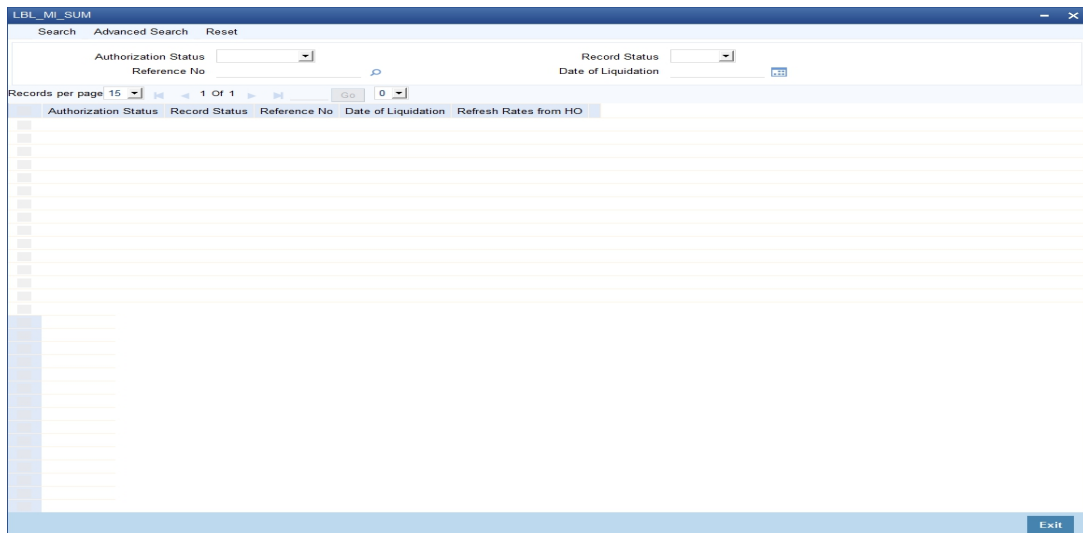 LBL_MI_SUM
Search Advanced Search Reset
Authorization Status Record Status
Reference No Date of Liquidation
Records per page 15 1 Of 1 Go 0
Authorization Status Record Status Reference No Date of Liquidation Refresh Rates from HO
Exit